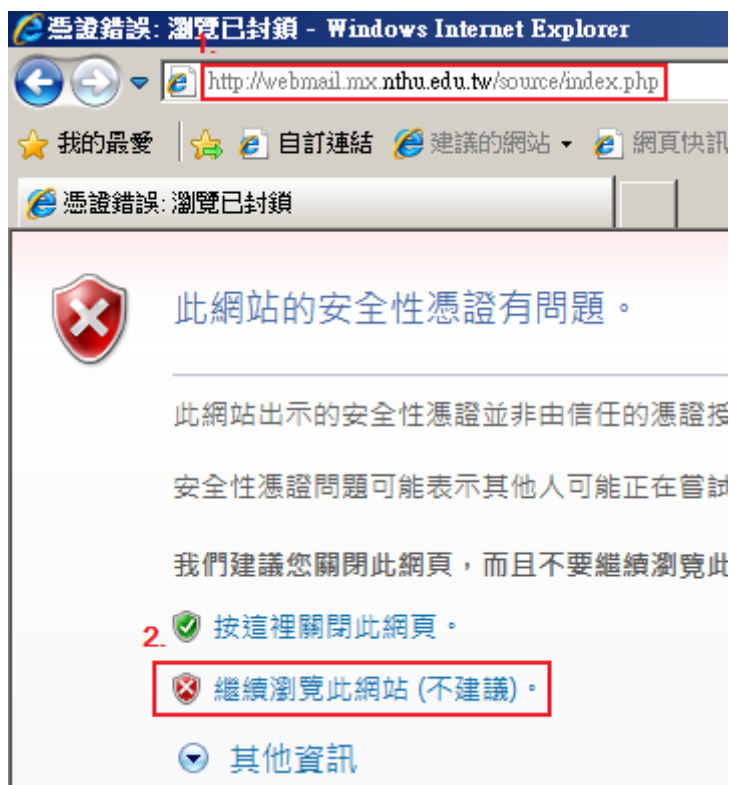 憑證錯誤: 瀏覽已封鎖 - Windows Internet Explorer
1.
http://webmail.mx.nthu.edu.tw/source/index.php
我的最愛 自訂連結 建議的網站 網頁快訊
憑證錯誤: 瀏覽已封鎖
此網站的安全性憑證有問題。
此網站出示的安全性憑證並非由信任的憑證授
安全性憑證問題可能表示其他人可能正在嘗試
我們建議您關閉此網頁，而且不要繼續瀏覽此
2. 按這裡關閉此網頁。
繼續瀏覽此網站 (不建議)。
其他資訊